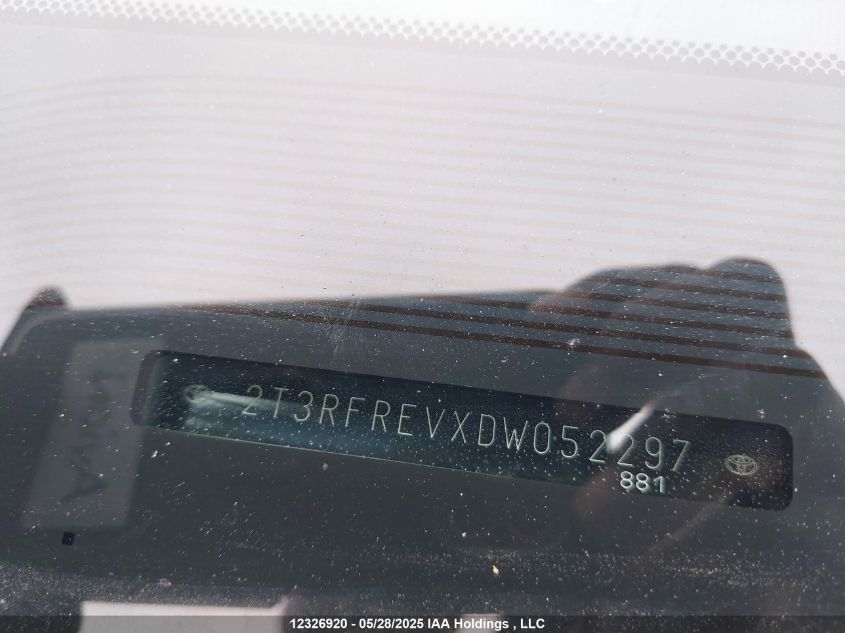 2T3RFREVXDW052297
881
12326920 - 05/28/2025 IAA Holdings , LLC